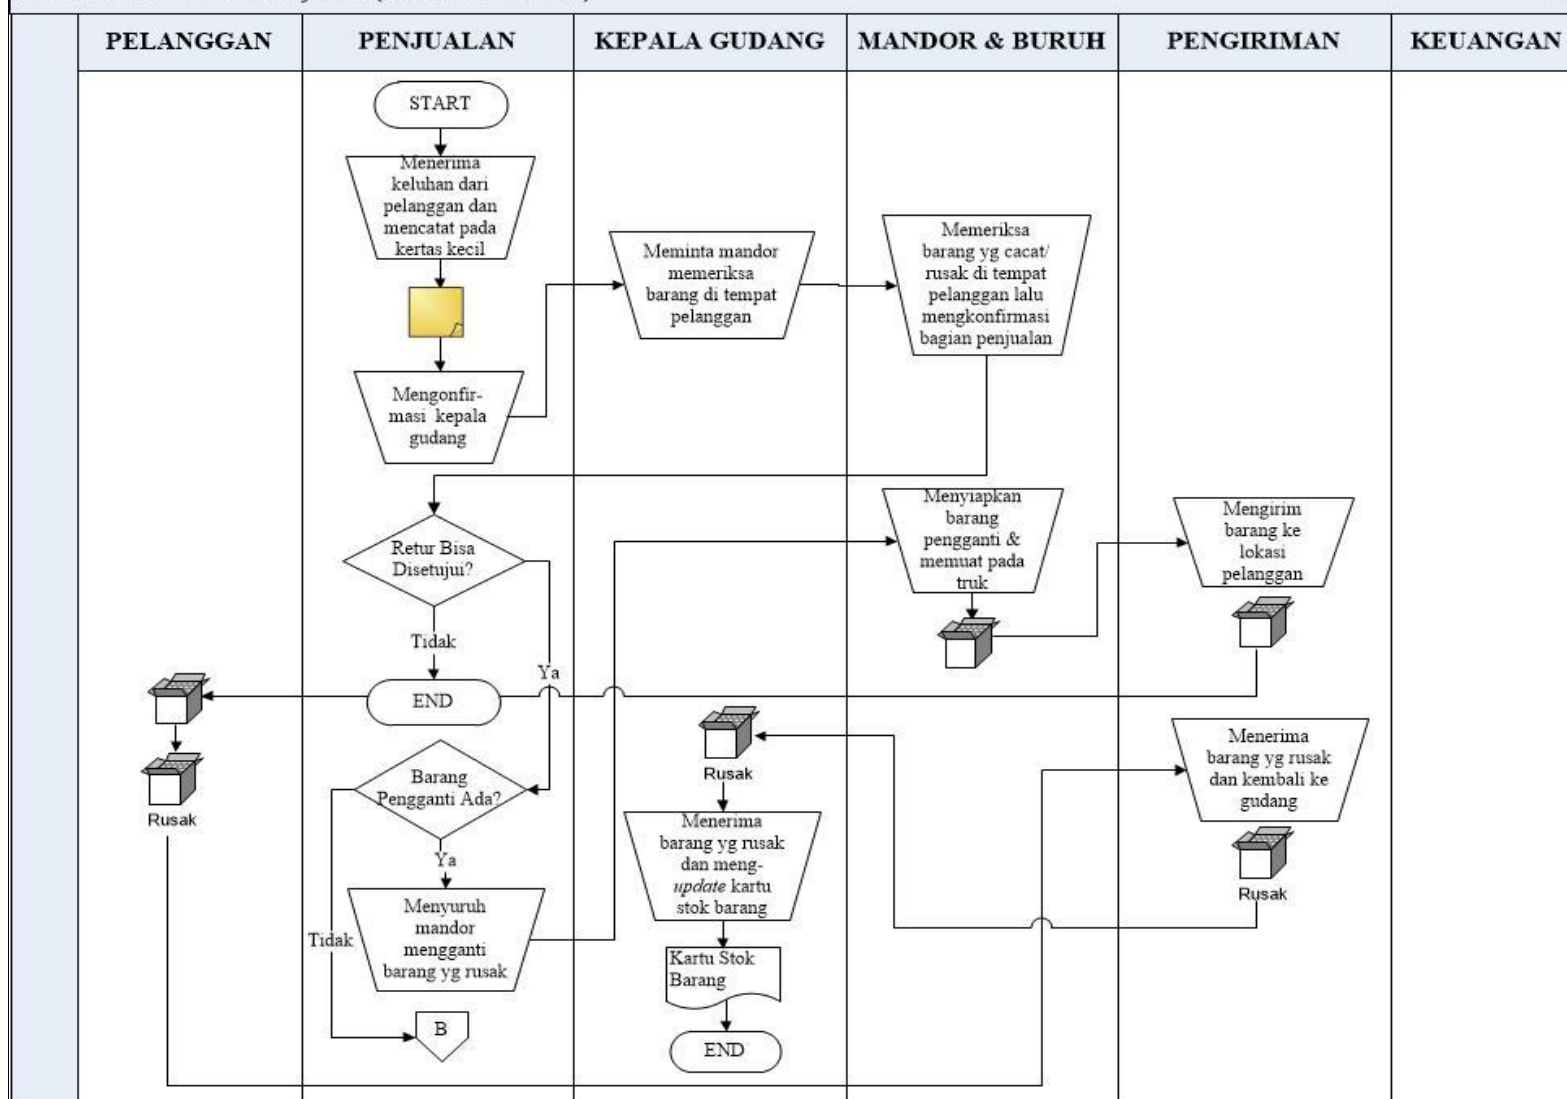 PELANGGAN
PENJUALAN
KEPALA GUDANG
MANDOR & BURUH
PENGIRIMAN
KEUANGAN
START
Menerima
keluhan dari
pelanggan dan
mencatat pada
kertas kecil
Mengonfir-
masi kepala
gudang
Meminta mandor
memeriksa
barang di tempat
pelanggan
Memeriksa
barang yg cacat/
rusak di tempat
pelanggan lalu
mengkonfirmasi
bagian penjualan
Retur Bisa
Disetujui?
Tidak
Ya
END
Menyiapkan
barang
pengganti &
memuat pada
truk
Mengirim
barang ke
lokasi
pelanggan
Rusak
Barang
Pengganti Ada?
Ya
Tidak
Menyuruh
mandor
mengganti
barang yg rusak
B
Rusak
Menerima
barang yg rusak
dan meng-
update kartu
stok barang
Kartu Stok
Barang
END
Menerima
barang yg rusak
dan kembali ke
gudang
Rusak